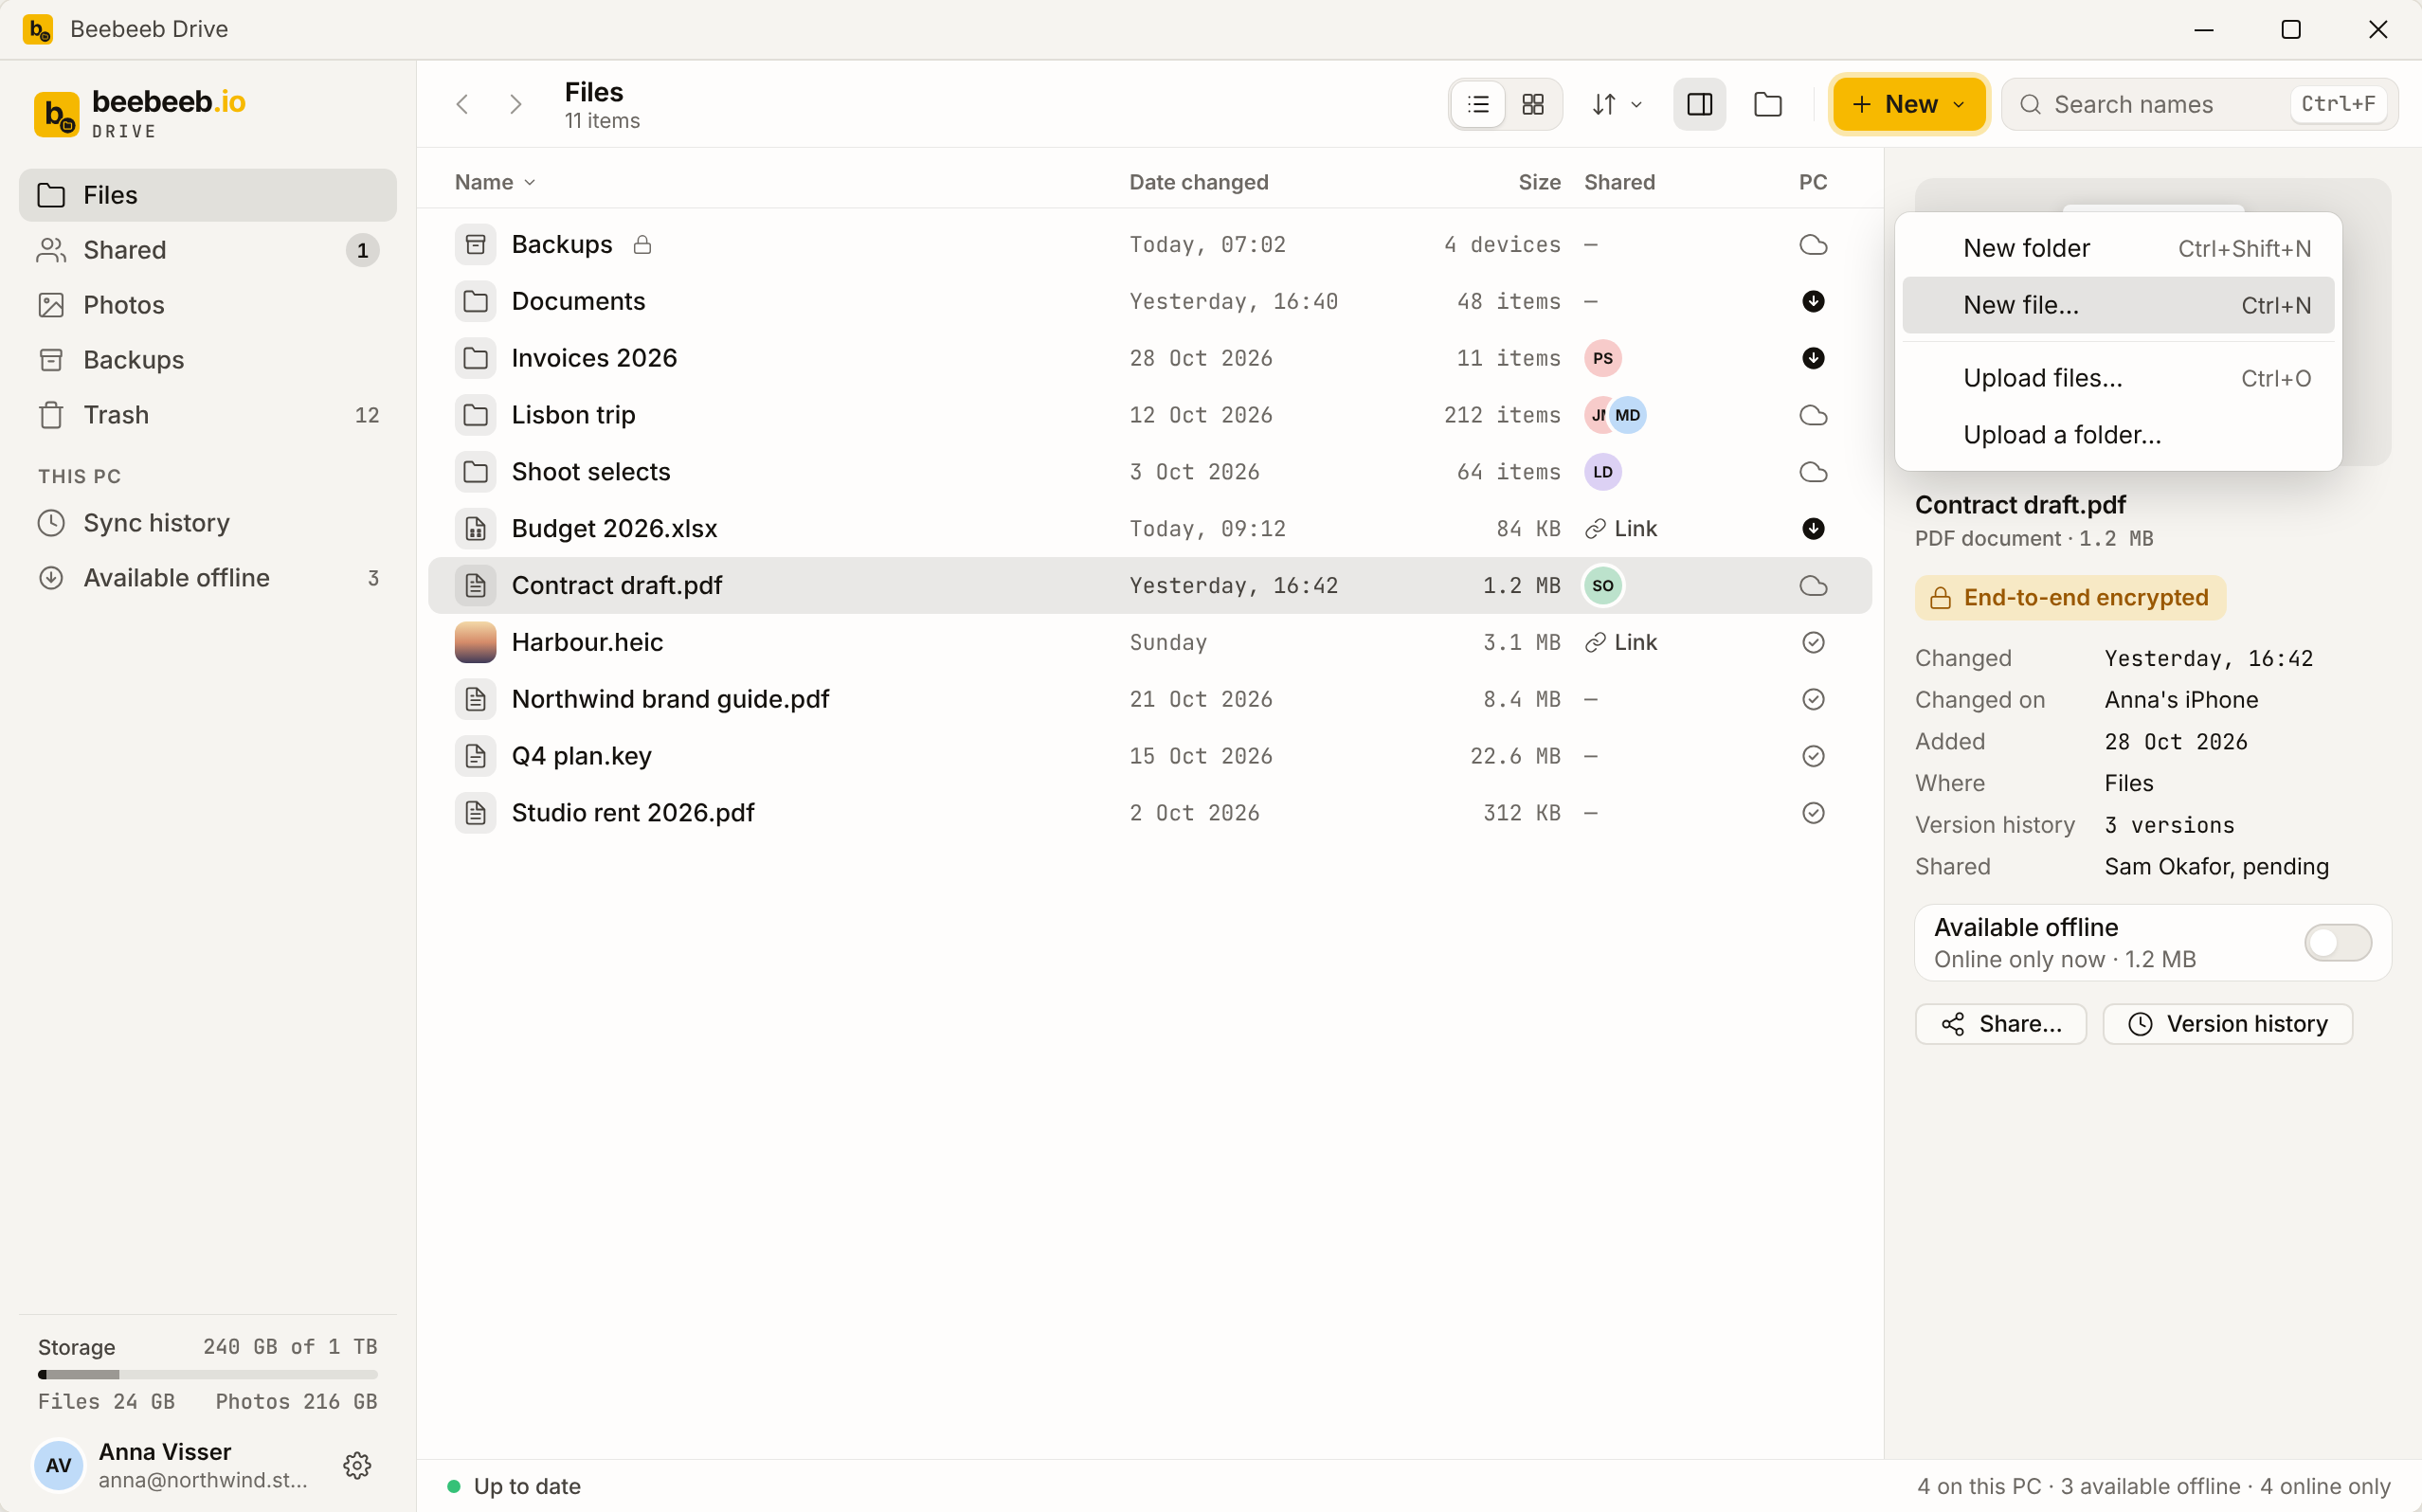 Beebeeb Drive
beebeeb.io
DRIVE
Files
Shared 1
Photos
Backups
Trash 12
THIS PC
Sync history
Available offline 3
Storage 240 GB of 1 TB
Files 24 GB Photos 216 GB
AV
Anna Visser
anna@northwind.st...
Files
11 items
New
Search names Ctrl+F
Name Date changed Size Shared PC
Backups Today, 07:02 4 devices –
Documents Yesterday, 16:40 48 items –
Invoices 2026 28 Oct 2026 11 items PS
Lisbon trip 12 Oct 2026 212 items MD
Shoot selects 3 Oct 2026 64 items LD
Budget 2026.xlsx Today, 09:12 84 KB Link
Contract draft.pdf Yesterday, 16:42 1.2 MB SO
Harbour.heic Sunday 3.1 MB Link
Northwind brand guide.pdf 21 Oct 2026 8.4 MB –
Q4 plan.key 15 Oct 2026 22.6 MB –
Studio rent 2026.pdf 2 Oct 2026 312 KB –
New folder Ctrl+Shift+N
New file... Ctrl+N
Upload files... Ctrl+O
Upload a folder...
Contract draft.pdf
PDF document · 1.2 MB
End-to-end encrypted
Changed Yesterday, 16:42
Changed on Anna's iPhone
Added 28 Oct 2026
Where Files
Version history 3 versions
Shared Sam Okafor, pending
Available offline
Online only now · 1.2 MB
Share... Version history
Up to date
4 on this PC · 3 available offline · 4 online only